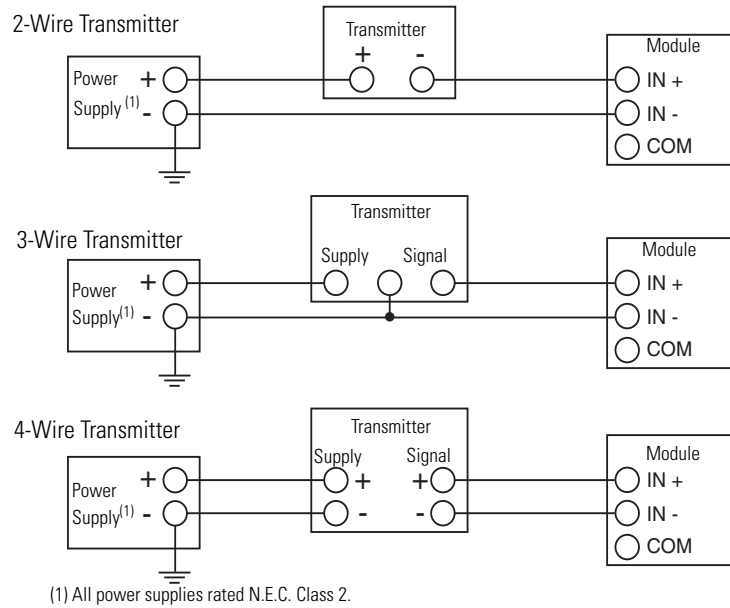 2-Wire Transmitter
Transmitter
+ -
Module
Power +
Supply (1) -
IN +
IN -
COM
Transmitter
3-Wire Transmitter
Supply Signal
Module
Power +
Supply(1) -
IN +
IN -
COM
4-Wire Transmitter
Transmitter
Supply Signal
Module
Power +
Supply(1) -
+ +
- -
IN +
IN -
COM
(1) All power supplies rated N.E.C. Class 2.